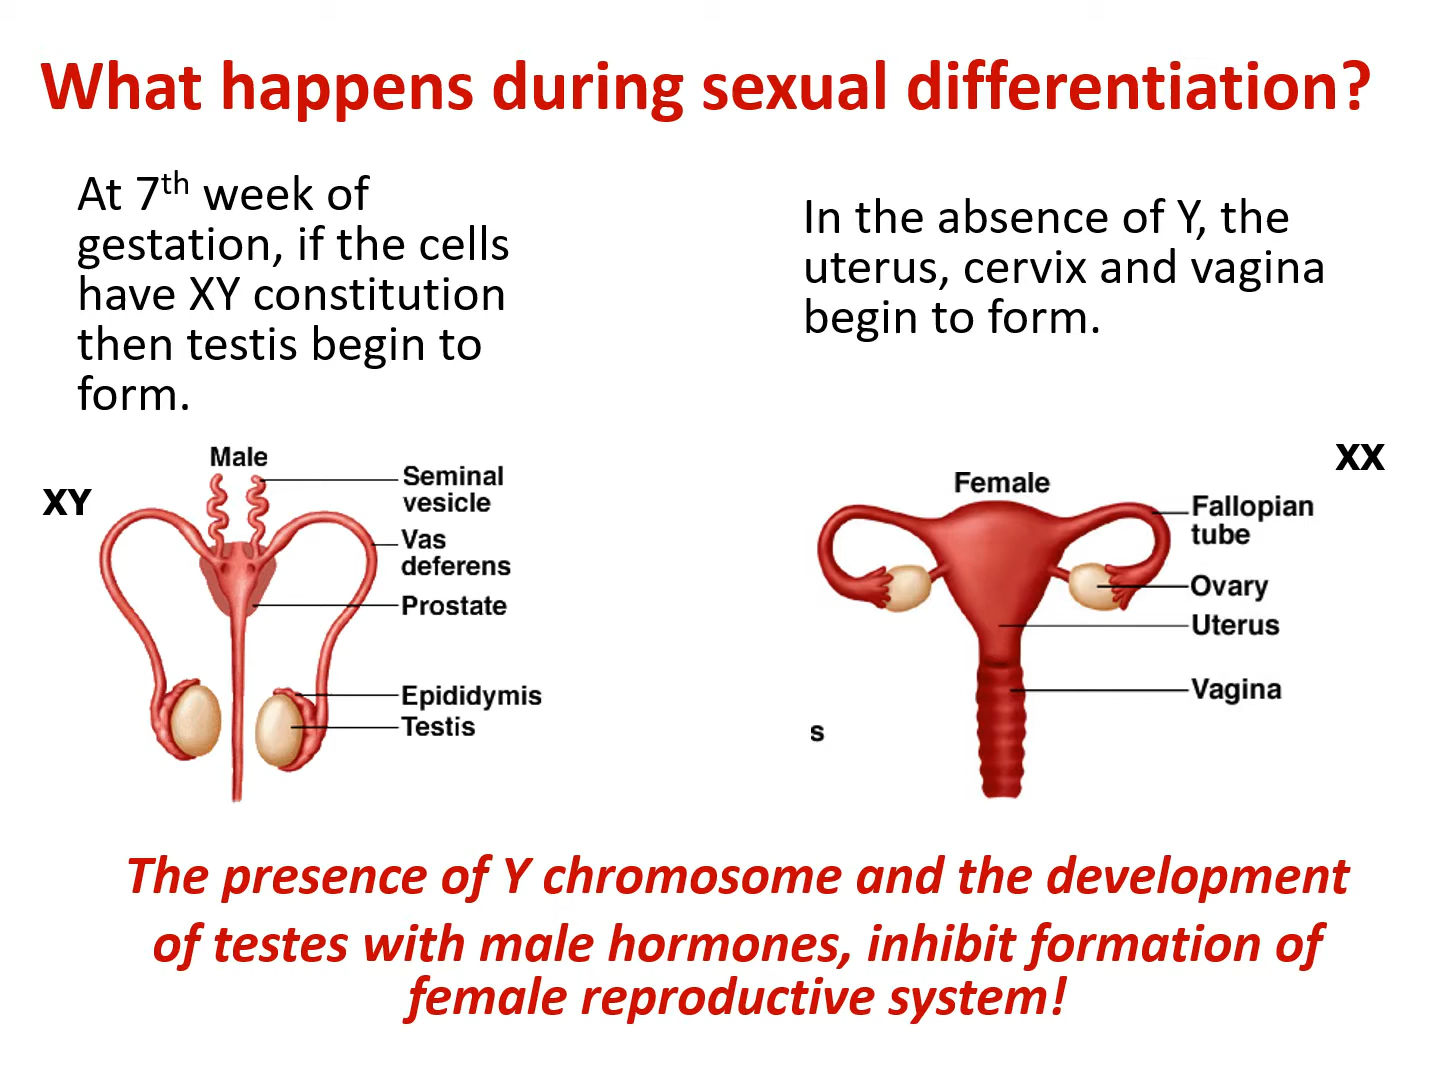 What happens during sexual differentiation?
At 7th week of
gestation, if the cells
have XY constitution
then testis begin to
form.
In the absence of Y, the
uterus, cervix and vagina
begin to form.
XY
Male
Seminal
vesicle
Vas
deferens
Prostate
Epididymis
Testis
XX
Female
Fallopian
tube
Ovary
Uterus
Vagina
s
The presence of Y chromosome and the development
of testes with male hormones, inhibit formation of
female reproductive system!